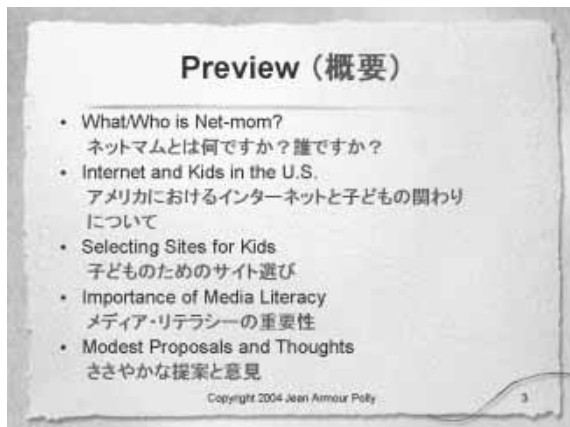 Preview（概要）
• What/Who is Net-mom?
ネットマムとは何ですか？誰ですか？
• Internet and Kids in the U.S.
アメリカにおけるインターネットと子どもの関わり
について
• Selecting Sites for Kids
子どものためのサイト選び
• Importance of Media Literacy
メディア・リテラシーの重要性
• Modest Proposals and Thoughts
ささやかな提案と意見
Copyright 2004 Jean Armour Polly
3